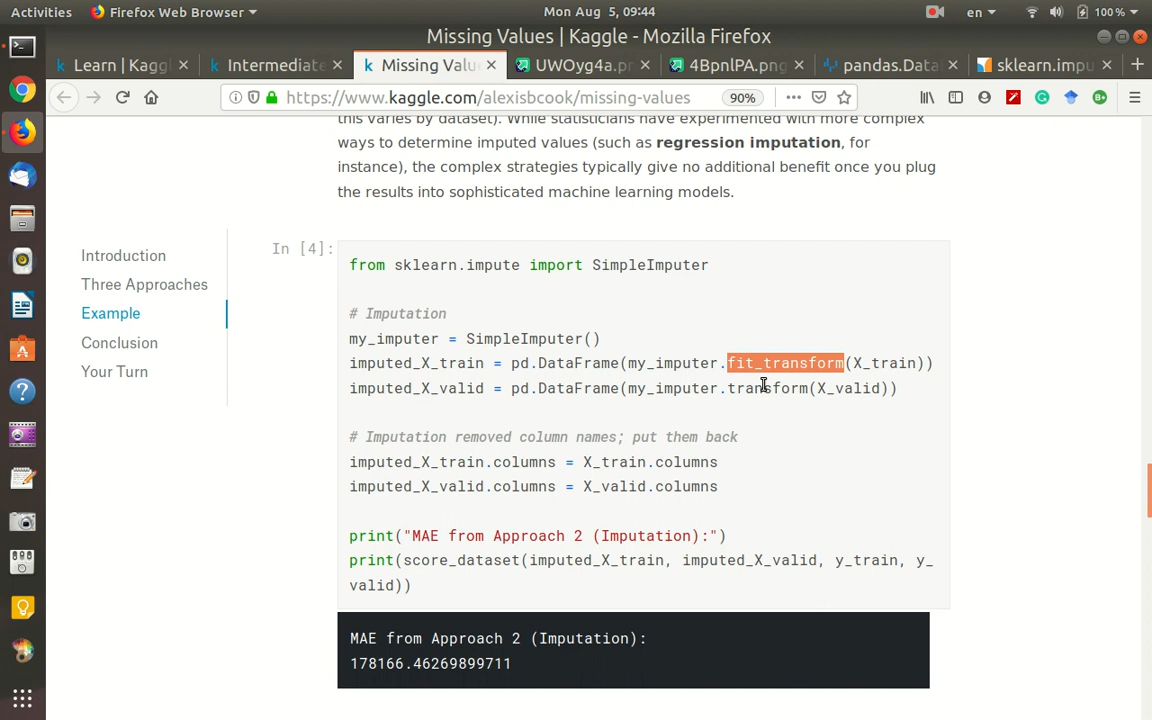 Activities
Firefox Web Browser
Mon Aug 5, 09:44
en
100%
Missing Values | Kaggle - Mozilla Firefox
Learn | Kaggl
Intermediate
Missing Valu
UWOyg4a.pr
4BpnlPA.png
pandas.Data
sklearn.impu
https://www.kaggle.com/alexisbcook/missing-values
90%
this varies by dataset). While statisticians have experimented with more complex
ways to determine imputed values (such as regression imputation, for
instance), the complex strategies typically give no additional benefit once you plug
the results into sophisticated machine learning models.
Introduction
Three Approaches
Example
Conclusion
Your Turn
In [4]:
from sklearn.impute import SimpleImputer
# Imputation
my_imputer = SimpleImputer()
imputed_X_train = pd.DataFrame(my_imputer.fit_transform(X_train))
imputed_X_valid = pd.DataFrame(my_imputer.transform(X_valid))
# Imputation removed column names; put them back
imputed_X_train.columns = X_train.columns
imputed_X_valid.columns = X_valid.columns
print("MAE from Approach 2 (Imputation):")
print(score_dataset(imputed_X_train, imputed_X_valid, y_train, y_
valid))
MAE from Approach 2 (Imputation):
178166.46269899711